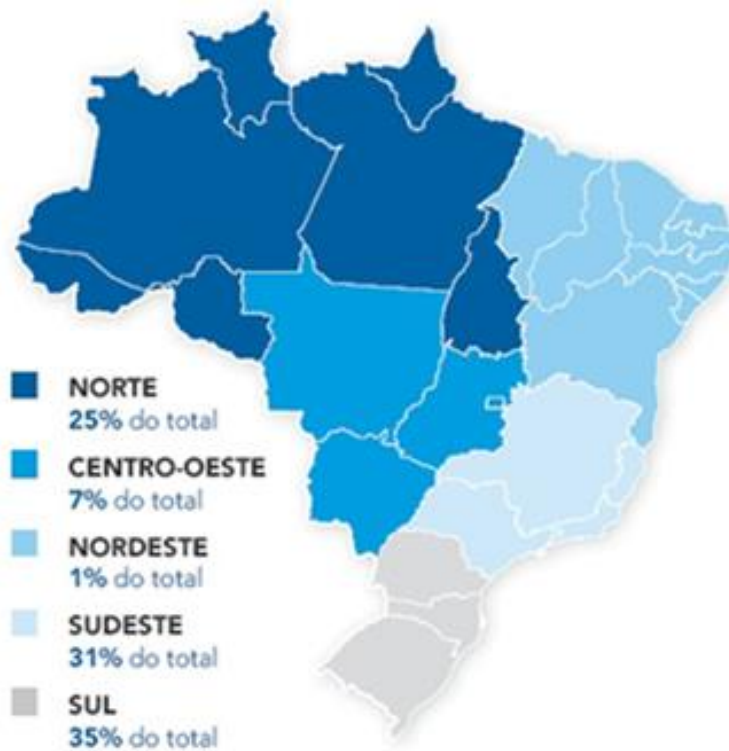 NORTE
25% do total
CENTRO-OESTE
7% do total
NORDESTE
1% do total
SUDESTE
31% do total
SUL
35% do total